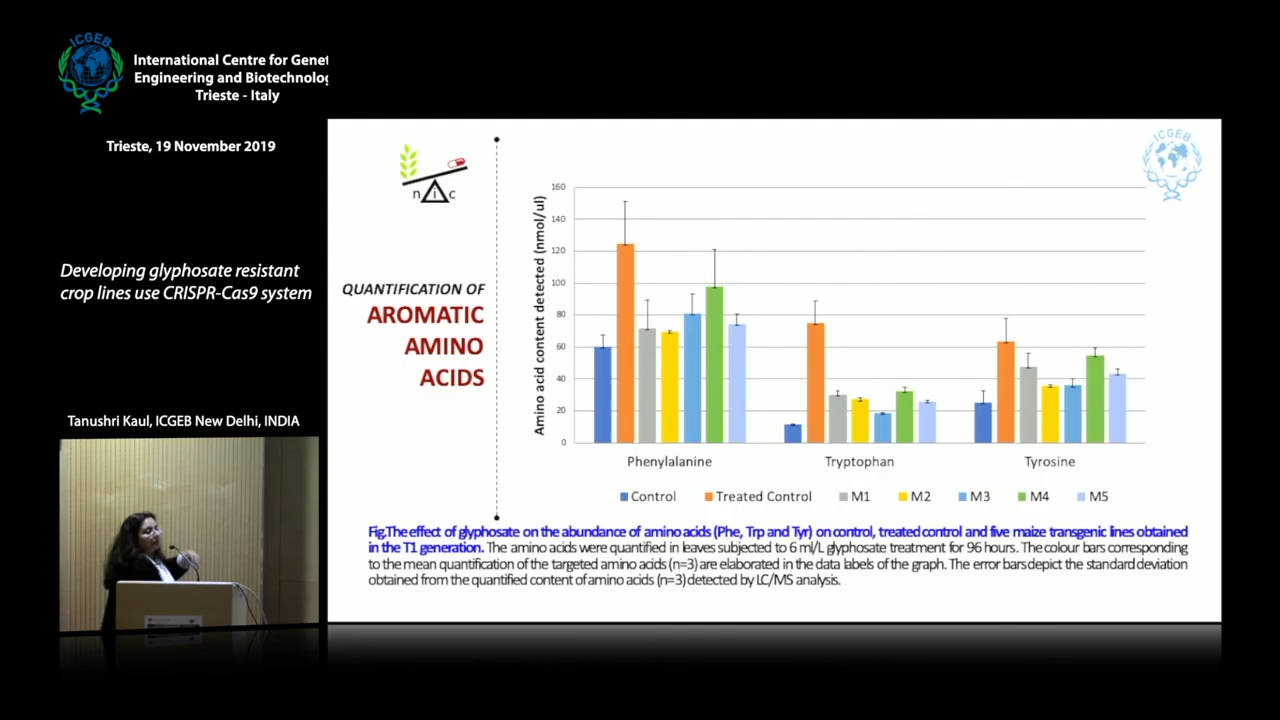 ICGEB
International Centre for Genet
Engineering and Biotechnolog
Trieste - Italy
Trieste, 19 November 2019
Developing glyphosate resistant
crop lines use CRISPR-Cas9 system
Tanushri Kaul, ICGEB New Delhi, INDIA
n i c
QUANTIFICATION OF
AROMATIC
AMINO
ACIDS
ICGEB
Amino acid content detected (nmol/ul)
160
140
120
100
80
60
40
20
0
Phenylalanine Tryptophan Tyrosine
Control Treated Control M1 M2 M3 M4 M5
Fig.The effect of glyphosate on the abundance of amino acids (Phe, Trp and Tyr) on control, treated control and five maize transgenic lines obtained
in the T1 generation. The amino acids were quantified in leaves subjected to 6 ml/L glyphosate treatment for 96 hours. The colour bars corresponding
to the mean quantification of the targeted amino acids (n=3) are elaborated in the data labels of the graph. The error bars depict the standard deviation
obtained from the quantified content of amino acids (n=3) detected by LC/MS analysis.